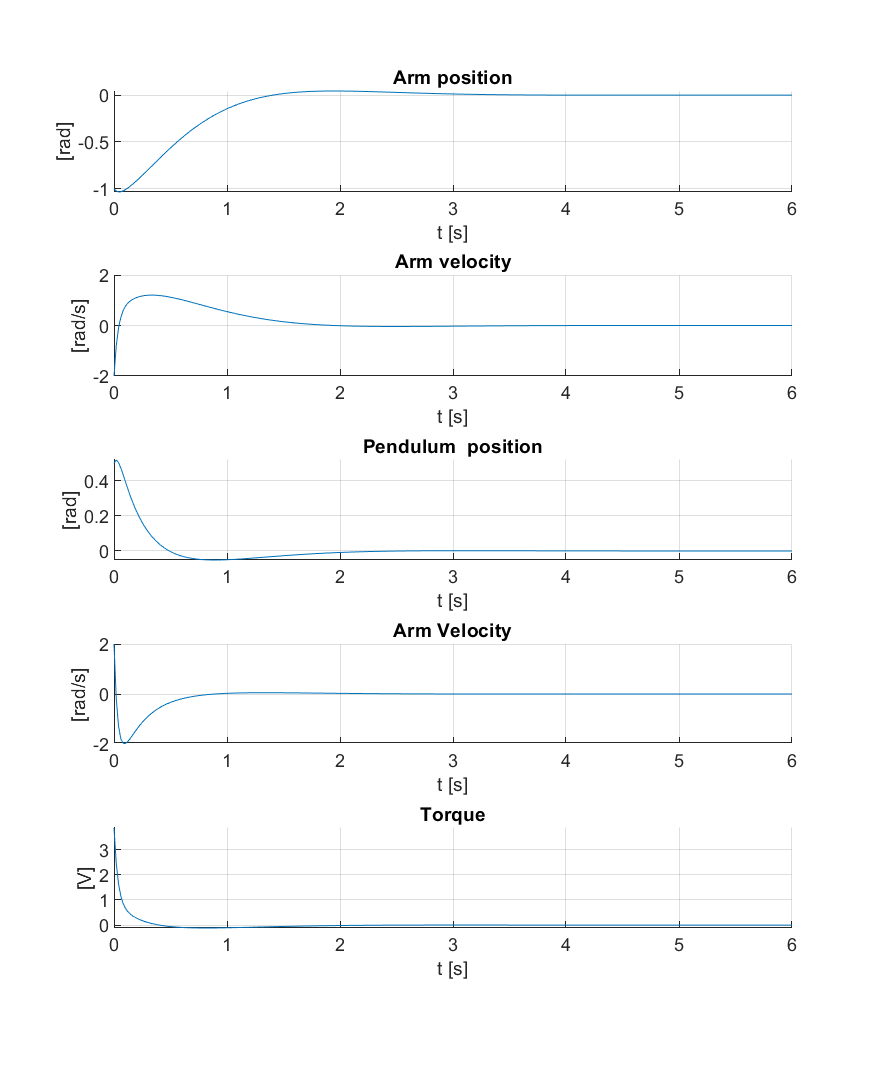 Arm position
0
-0.5
-1
[rad]
0 1 2 3 4 5 6
t [s]
Arm velocity
2
0
-2
[rad/s]
0 1 2 3 4 5 6
t [s]
Pendulum  position
0.4
0.2
0
[rad]
0 1 2 3 4 5 6
t [s]
Arm Velocity
2
0
-2
[rad/s]
0 1 2 3 4 5 6
t [s]
Torque
3
2
1
0
[V]
0 1 2 3 4 5 6
t [s]